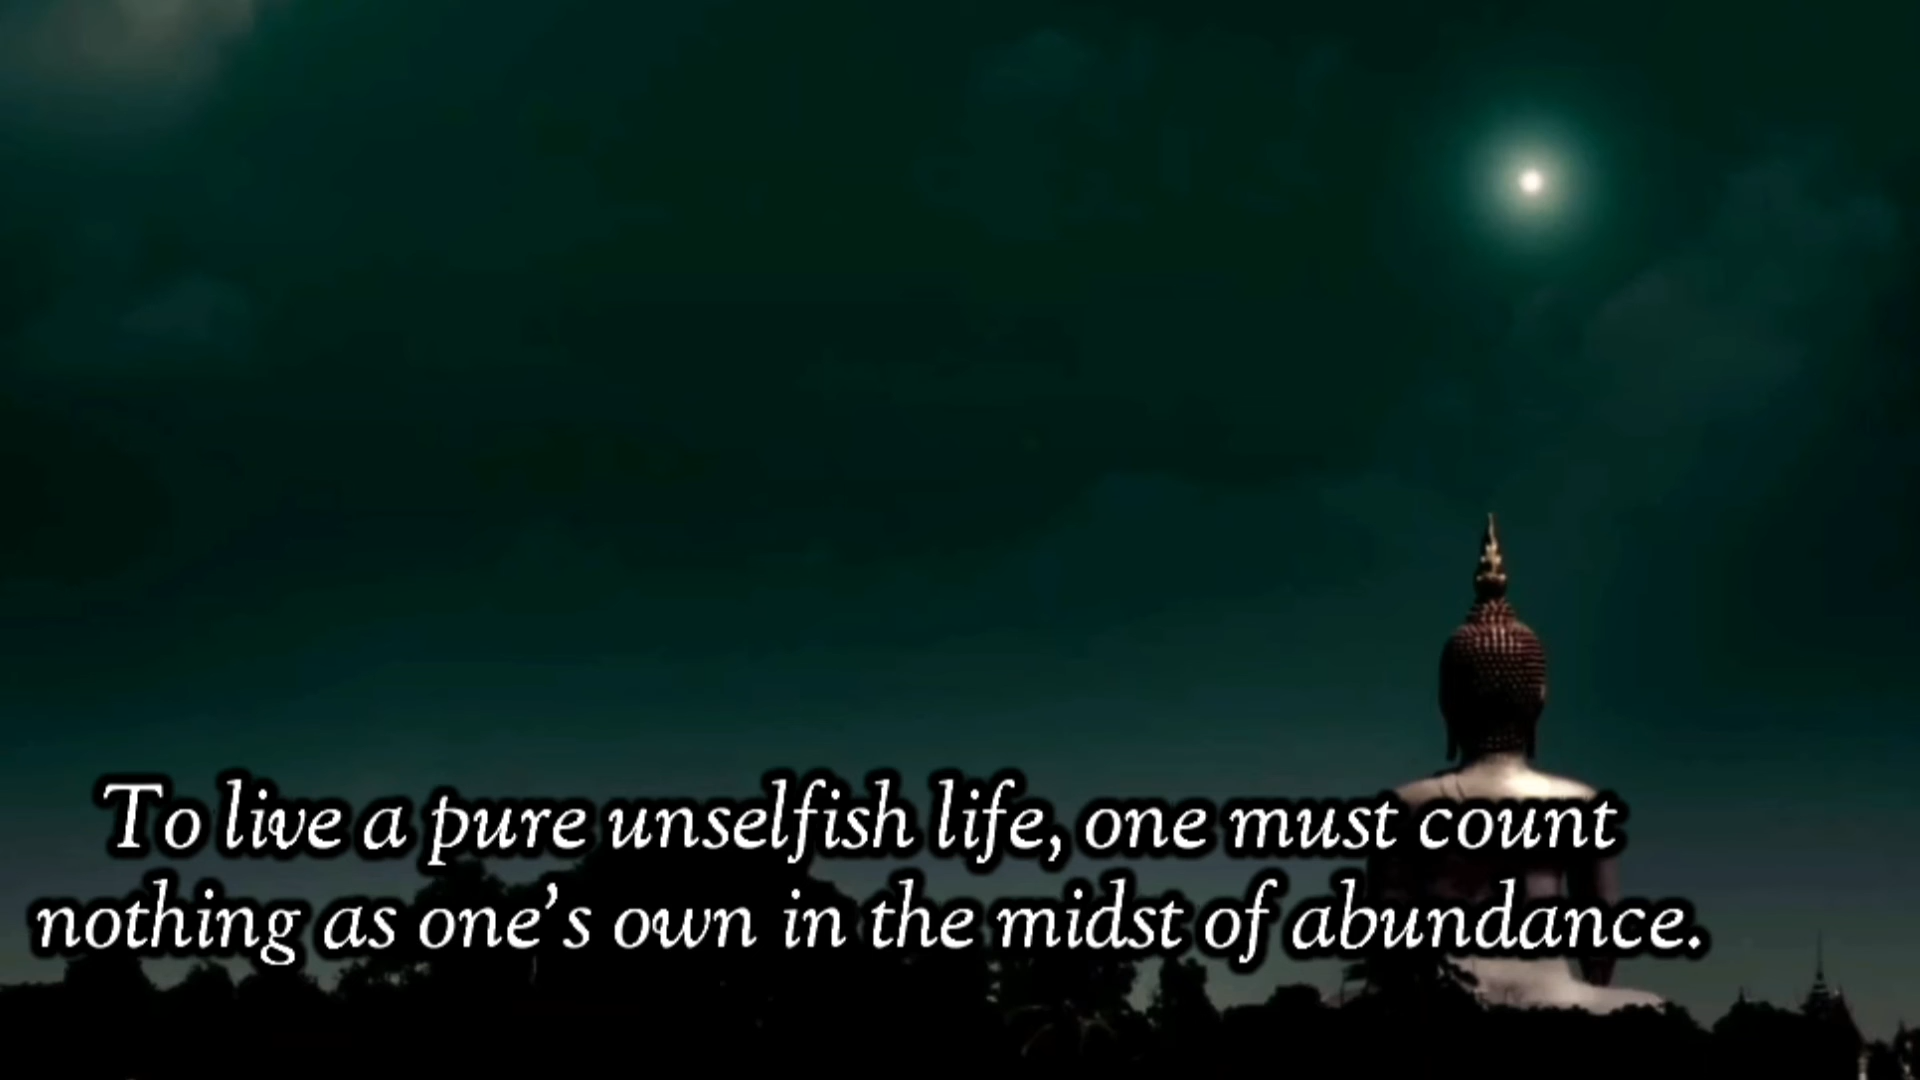 To live a pure unselfish life, one must count
nothing as one’s own in the midst of abundance.